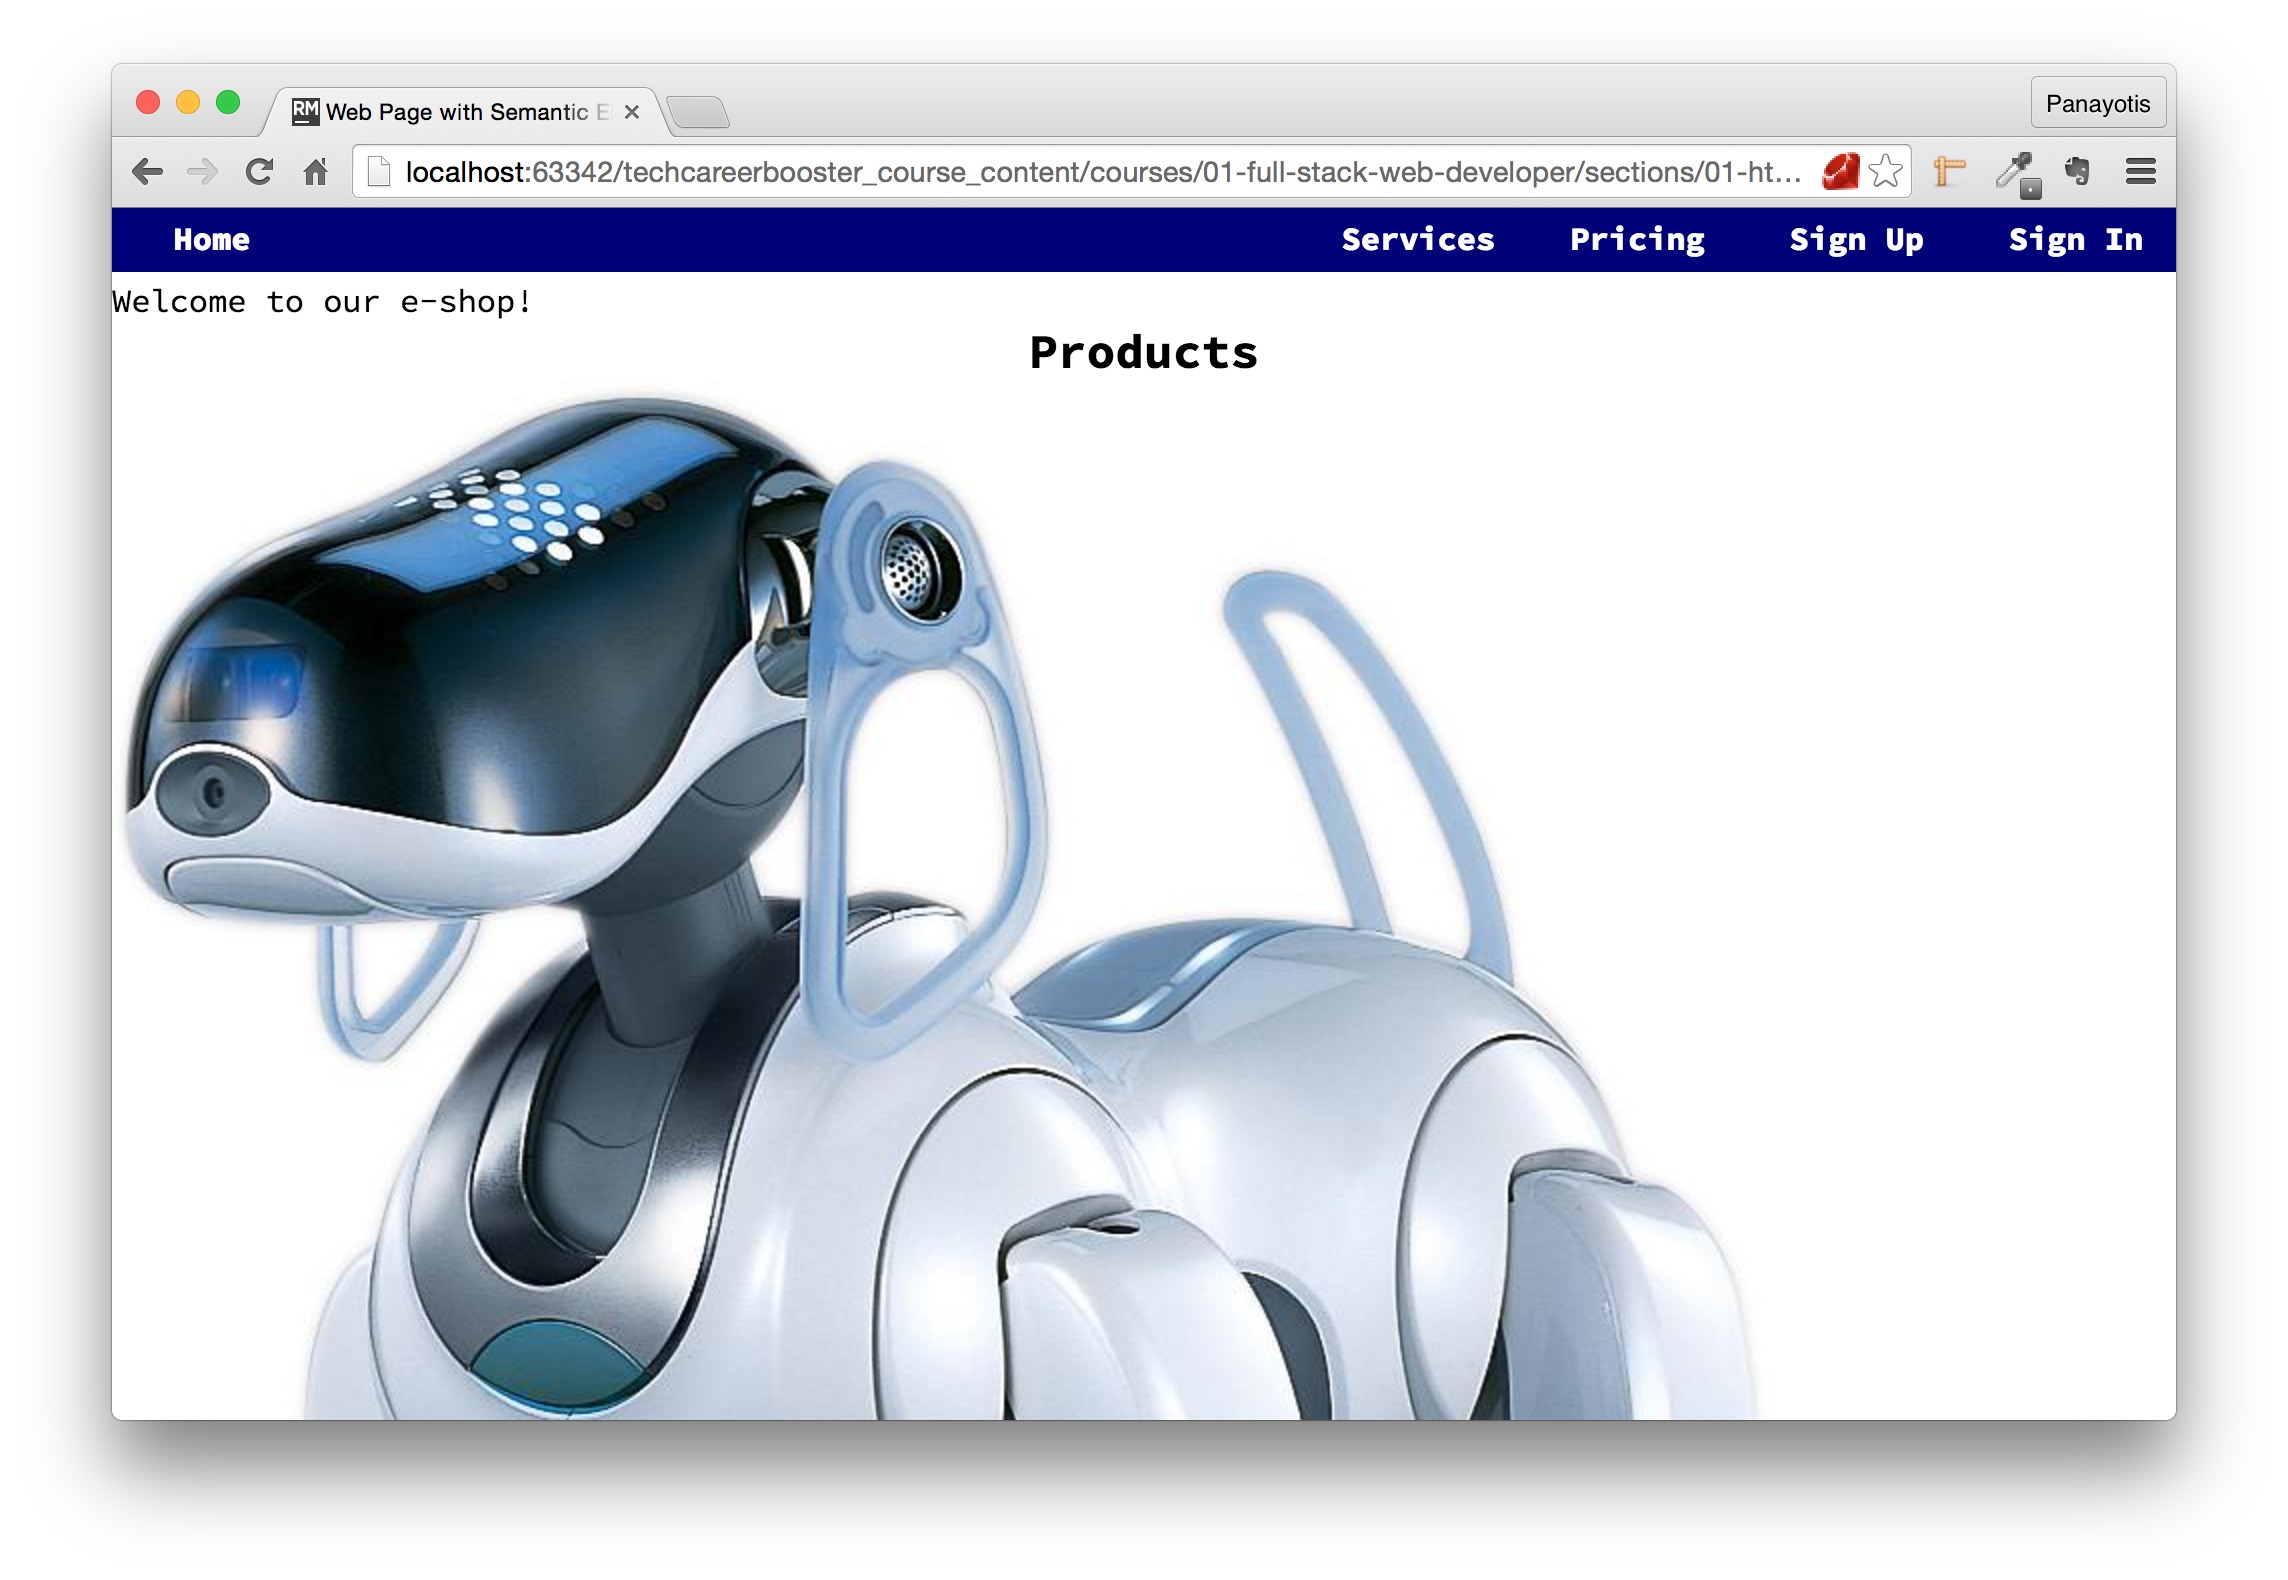 RM Web Page with Semantic
Panayotis
localhost:63342/techcareerbooster_course_content/courses/01-full-stack-web-developer/sections/01-ht...
Home Services Pricing Sign Up Sign In
Welcome to our e-shop!
Products